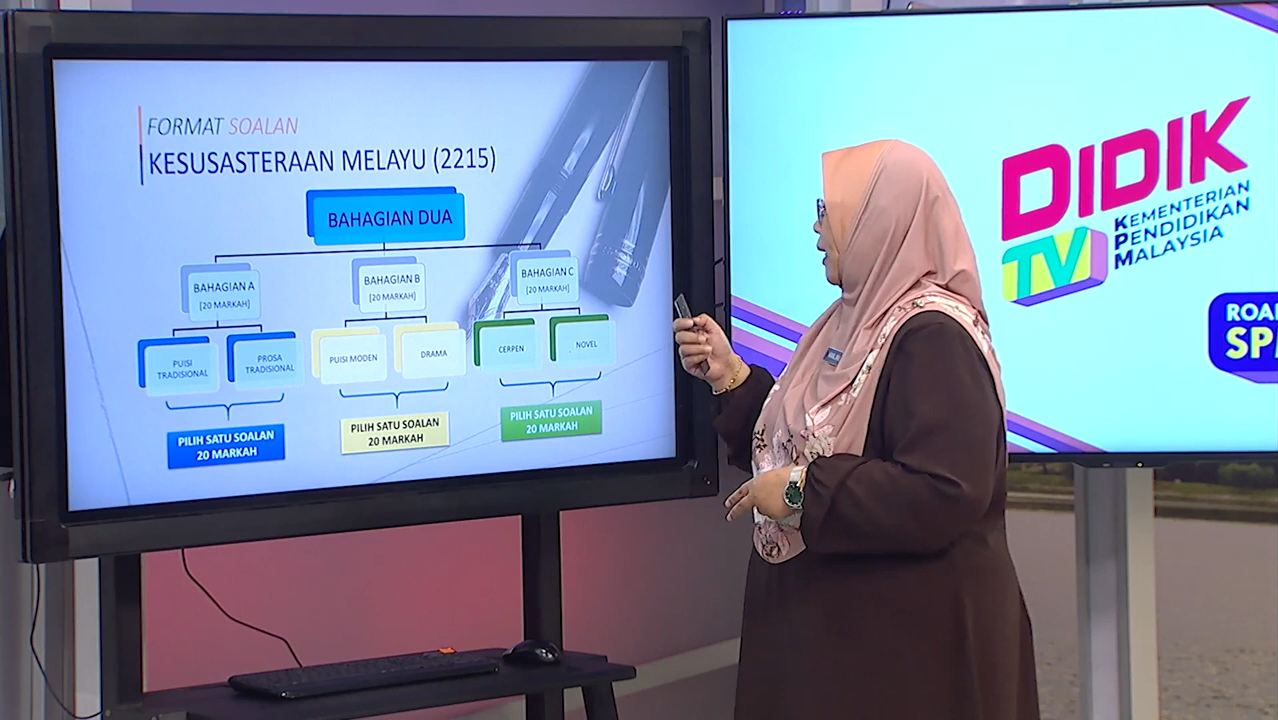 FORMAT SOALAN
KESUSASTERAAN MELAYU (2215)
BAHAGIAN DUA
BAHAGIAN A
[20 MARKAH]
BAHAGIAN B
[20 MARKAH]
BAHAGIAN C
[20 MARKAH]
PUISI
TRADISIONAL
PROSA
TRADISIONAL
PUISI MODEN
DRAMA
CERPEN
NOVEL
PILIH SATU SOALAN
20 MARKAH
PILIH SATU SOALAN
20 MARKAH
PILIH SATU SOALAN
20 MARKAH
DIDIK
TV
KEMENTERIAN
PENDIDIKAN
MALAYSIA